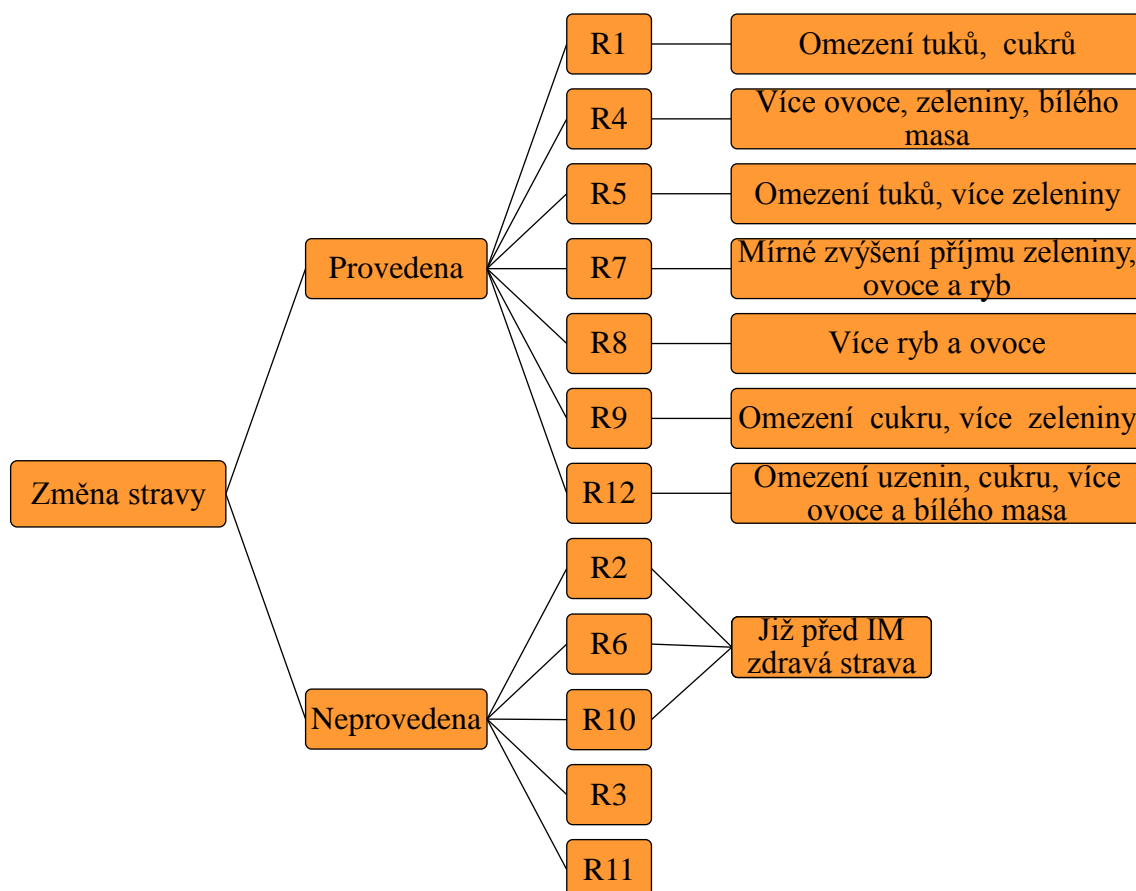 R1
Omezení tuků, cukrů
R4
Více ovoce, zeleniny, bílého
masa
R5
Omezení tuků, více zeleniny
Provedena
R7
Mírné zvýšení příjmu zeleniny,
ovoce a ryb
R8
Více ryb a ovoce
R9
Omezení cukru, více zeleniny
Změna stravy
R12
Omezení uzenin, cukru, více
ovoce a bílého masa
R2
R6
Již před IM
zdravá strava
Neprovedena
R10
R3
R11